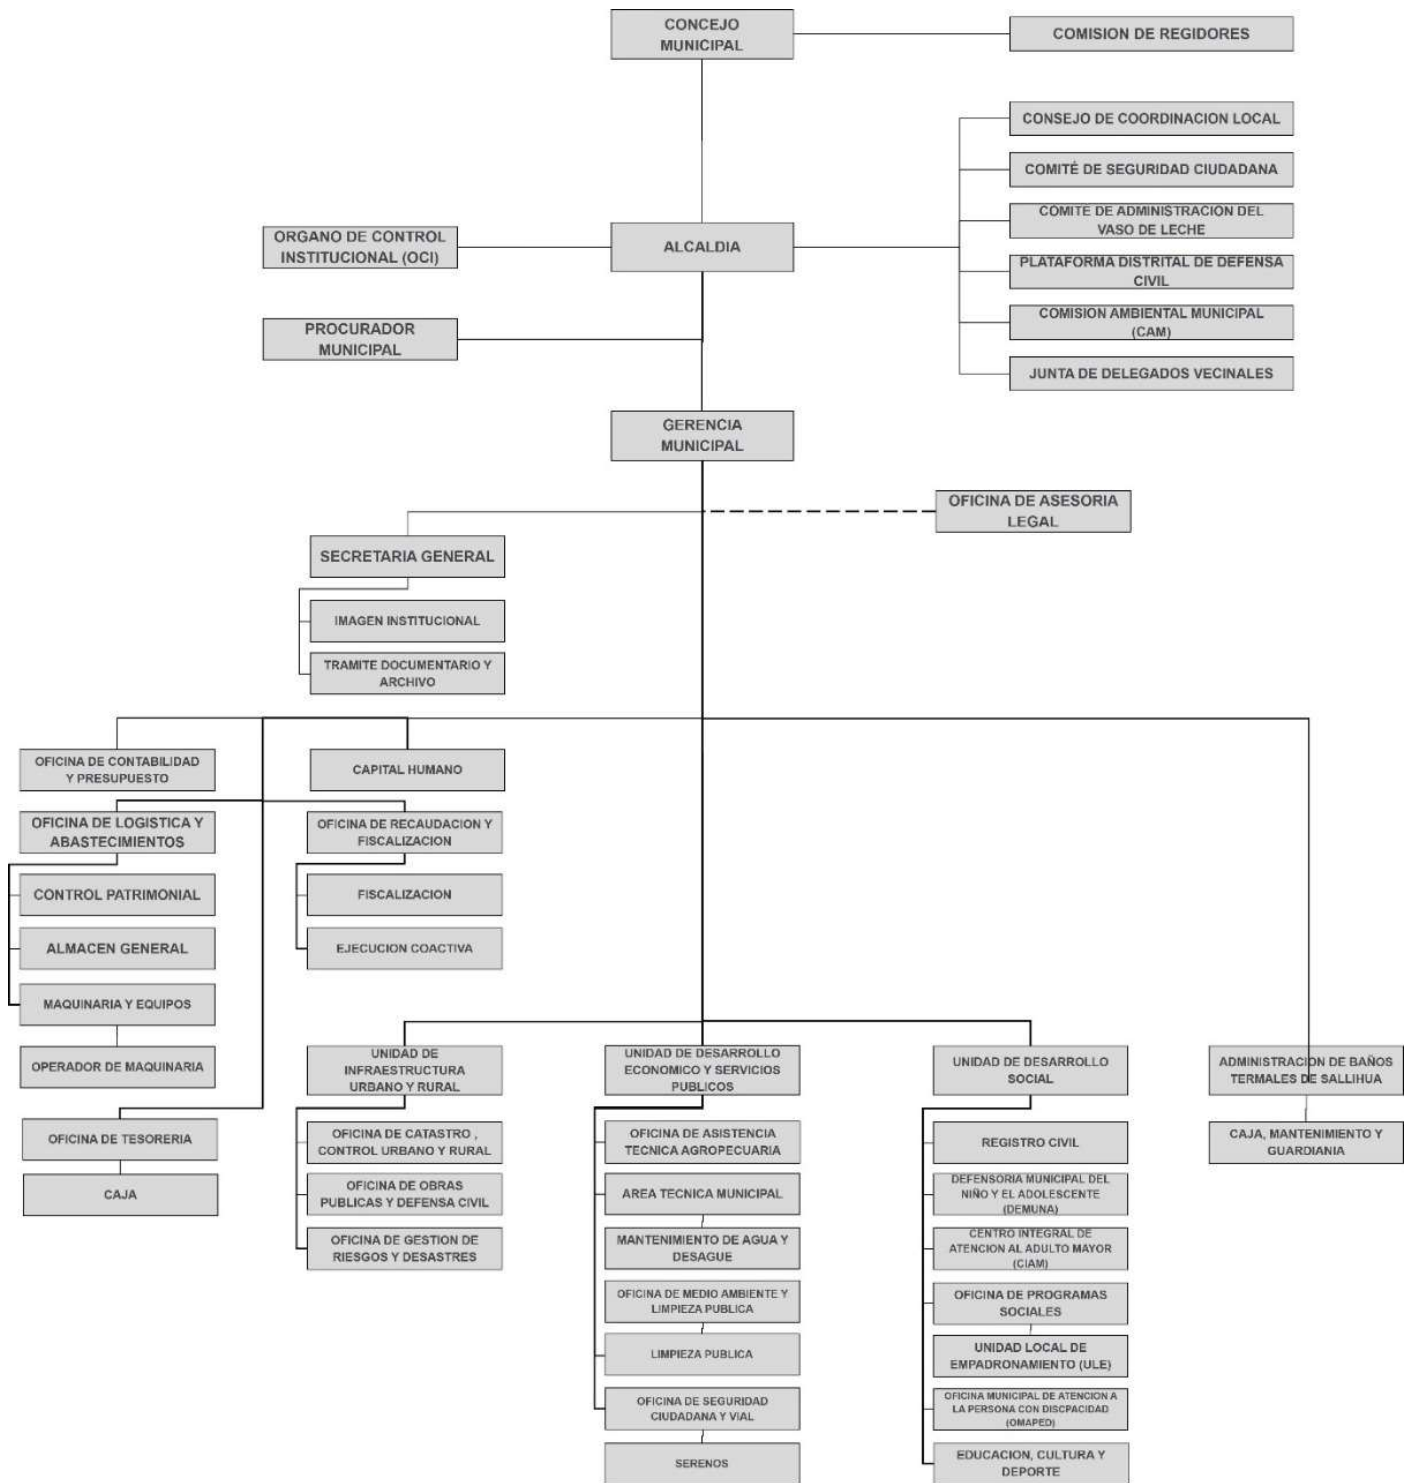 CONCEJO
MUNICIPAL
COMISION DE REGIDORES
CONSEJO DE COORDINACION LOCAL
COMITÉ DE SEGURIDAD CIUDADANA
COMITE DE ADMINISTRACION DEL
VASO DE LECHE
PLATAFORMA DISTRITAL DE DEFENSA
CIVIL
COMISION AMBIENTAL MUNICIPAL
(CAM)
JUNTA DE DELEGADOS VECINALES
ORGANO DE CONTROL
INSTITUCIONAL (OCI)
ALCALDIA
PROCURADOR
MUNICIPAL
GERENCIA
MUNICIPAL
OFICINA DE ASESORIA
LEGAL
SECRETARIA GENERAL
IMAGEN INSTITUCIONAL
TRAMITE DOCUMENTARIO Y
ARCHIVO
OFICINA DE CONTABILIDAD
Y PRESUPUESTO
CAPITAL HUMANO
OFICINA DE LOGISTICA Y
ABASTECIMIENTOS
CONTROL PATRIMONIAL
ALMACEN GENERAL
MAQUINARIA Y EQUIPOS
OPERADOR DE MAQUINARIA
OFICINA DE RECAUDACION Y
FISCALIZACION
FISCALIZACION
EJECUCION COACTIVA
OFICINA DE TESORERIA
CAJA
UNIDAD DE
INFRAESTRUCTURA
URBANO Y RURAL
OFICINA DE CATASTRO ,
CONTROL URBANO Y RURAL
OFICINA DE OBRAS
PUBLICAS Y DEFENSA CIVIL
OFICINA DE GESTION DE
RIESGOS Y DESASTRES
UNIDAD DE DESARROLLO
ECONOMICO Y SERVICIOS
PUBLICOS
OFICINA DE ASISTENCIA
TECNICA AGROPECUARIA
AREA TECNICA MUNICIPAL
MANTENIMIENTO DE AGUA Y
DESAGUE
OFICINA DE MEDIO AMBIENTE Y
LIMPIEZA PUBLICA
LIMPIEZA PUBLICA
OFICINA DE SEGURIDAD
CIUDADANA Y VIAL
SERENOS
UNIDAD DE DESARROLLO
SOCIAL
REGISTRO CIVIL
DEFENSORIA MUNICIPAL DEL
NIÑO Y EL ADOLESCENTE
(DEMUNA)
CENTRO INTEGRAL DE
ATENCION AL ADULTO MAYOR
(CIAM)
OFICINA DE PROGRAMAS
SOCIALES
UNIDAD LOCAL DE
EMPADRONAMIENTO (ULE)
OFICINA MUNICIPAL DE ATENCION A
LA PERSONA CON DISCPACIDAD
(OMAPED)
EDUCACION, CULTURA Y
DEPORTE
ADMINISTRACION DE BAÑOS
TERMALES DE SALLIHUA
CAJA, MANTENIMIENTO Y
GUARDIANIA